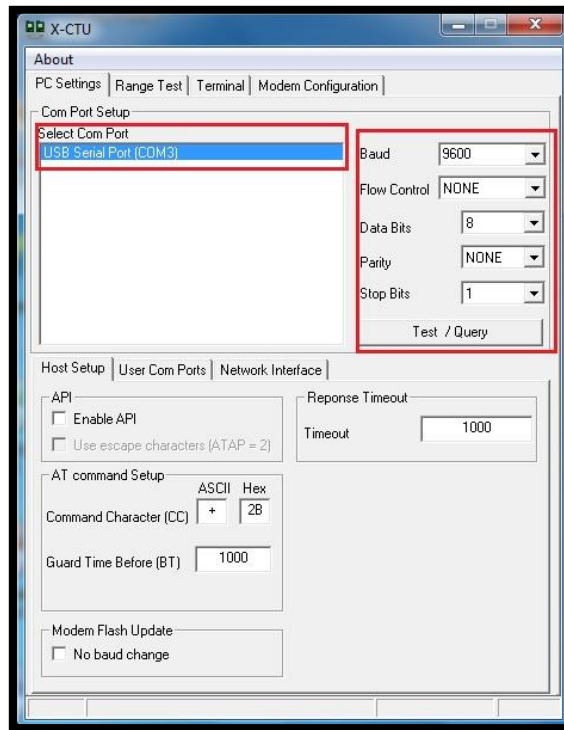 X-CTU
About
PC Settings Range Test Terminal Modem Configuration
Com Port Setup
Select Com Port
USB Serial Port (COM3)
Baud 9600
Flow Control NONE
Data Bits 8
Parity NONE
Stop Bits 1
Test / Query
Host Setup User Com Ports Network Interface
API
Enable API
Use escape characters (ATAP = 2)
Reponse Timeout
Timeout 1000
AT command Setup
ASCII Hex
Command Character (CC) + 2B
Guard Time Before (BT) 1000
Modem Flash Update
No baud change